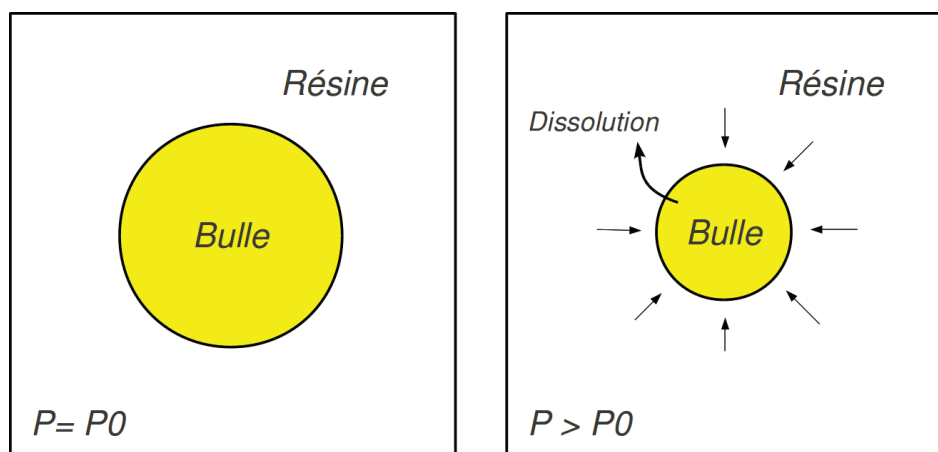 Résine
Bulle
P= P0
Résine
Dissolution
Bulle
P > P0